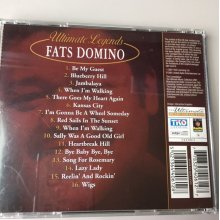 Ultimate Legends
FATS DOMINO
1. Be My Guest
2. Blueberry Hill
3. Jambalaya
4. When I'm Walking
5. There Goes My Heart Again
6. Kansas City
7. I'm Gonna Be A Wheel Someday
8. Red Sails In The Sunset
9. When I'm Walking
10. Sally Was A Good Old Girl
11. Heartbreak Hill
12. Bye Baby Bye, Bye
13. Song For Rosemary
14. Lazy Lady
15. Reelin' And Rockin'
16. Wigs
TKO